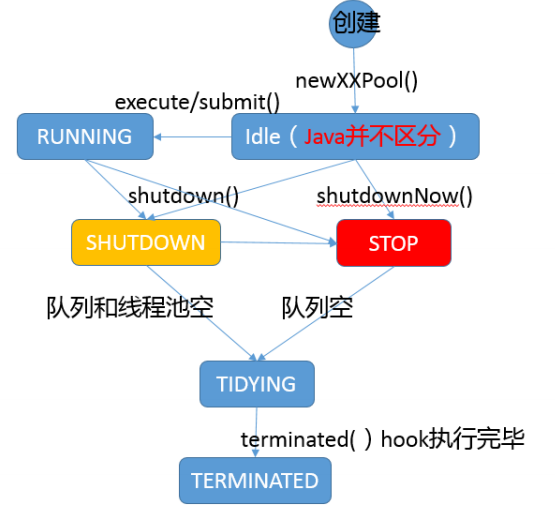 创建
newXXPool()
execute/submit()
RUNNING
Idle（Java并不区分）
shutdown()
shutdownNow()
SHUTDOWN
STOP
队列和线程池空
队列空
TIDYING
terminated( ) hook执行完毕
TERMINATED